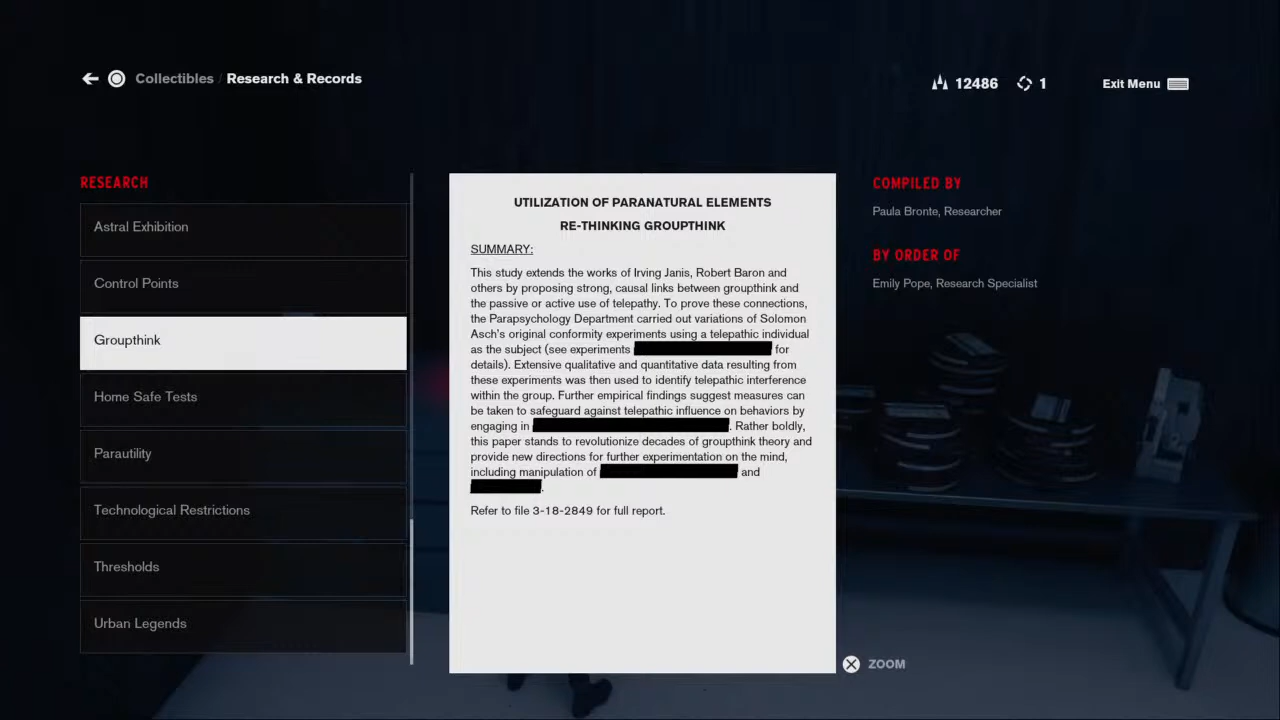 Collectibles / Research & Records
12486
1
Exit Menu
RESEARCH
Astral Exhibition
Control Points
Groupthink
Home Safe Tests
Parautility
Technological Restrictions
Thresholds
Urban Legends
UTILIZATION OF PARANATURAL ELEMENTS
RE-THINKING GROUPTHINK
SUMMARY:
This study extends the works of Irving Janis, Robert Baron and
others by proposing strong, causal links between groupthink and
the passive or active use of telepathy. To prove these connections,
the Parapsychology Department carried out variations of Solomon
Asch's original conformity experiments using a telepathic individual
as the subject (see experiments for
details). Extensive qualitative and quantitative data resulting from
these experiments was then used to identify telepathic interference
within the group. Further empirical findings suggest measures can
be taken to safeguard against telepathic influence on behaviors by
engaging in . Rather boldly,
this paper stands to revolutionize decades of groupthink theory and
provide new directions for further experimentation on the mind,
including manipulation of and
.
Refer to file 3-18-2849 for full report.
COMPILED BY
Paula Bronte, Researcher
BY ORDER OF
Emily Pope, Research Specialist
ZOOM